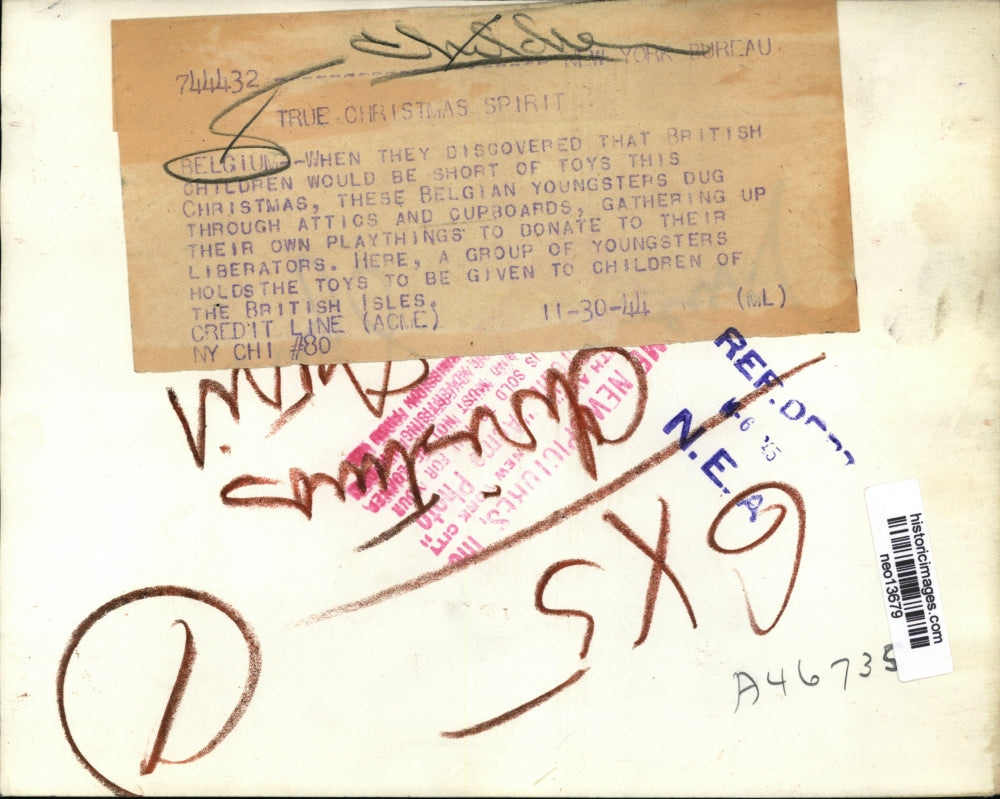 744432 NEW YORK BUREAU
TRUE CHRISTMAS SPIRIT
BELGIUM--WHEN THEY DISCOVERED THAT BRITISH
CHILDREN WOULD BE SHORT OF TOYS THIS
CHRISTMAS, THESE BELGIAN YOUNGSTERS DUG
THROUGH ATTICS AND CUPBOARDS, GATHERING UP
THEIR OWN PLAYTHINGS TO DONATE TO THEIR
LIBERATORS. HERE, A GROUP OF YOUNGSTERS
HOLDSTHE TOYS TO BE GIVEN TO CHILDREN OF
THE BRITISH ISLES.
CREDIT LINE (ACME) 11-30-44 (ML)
NY CHI #80
REF. DEPT
N.E.A
Christmas
6X5
historicimages.com
neo13679
A46735